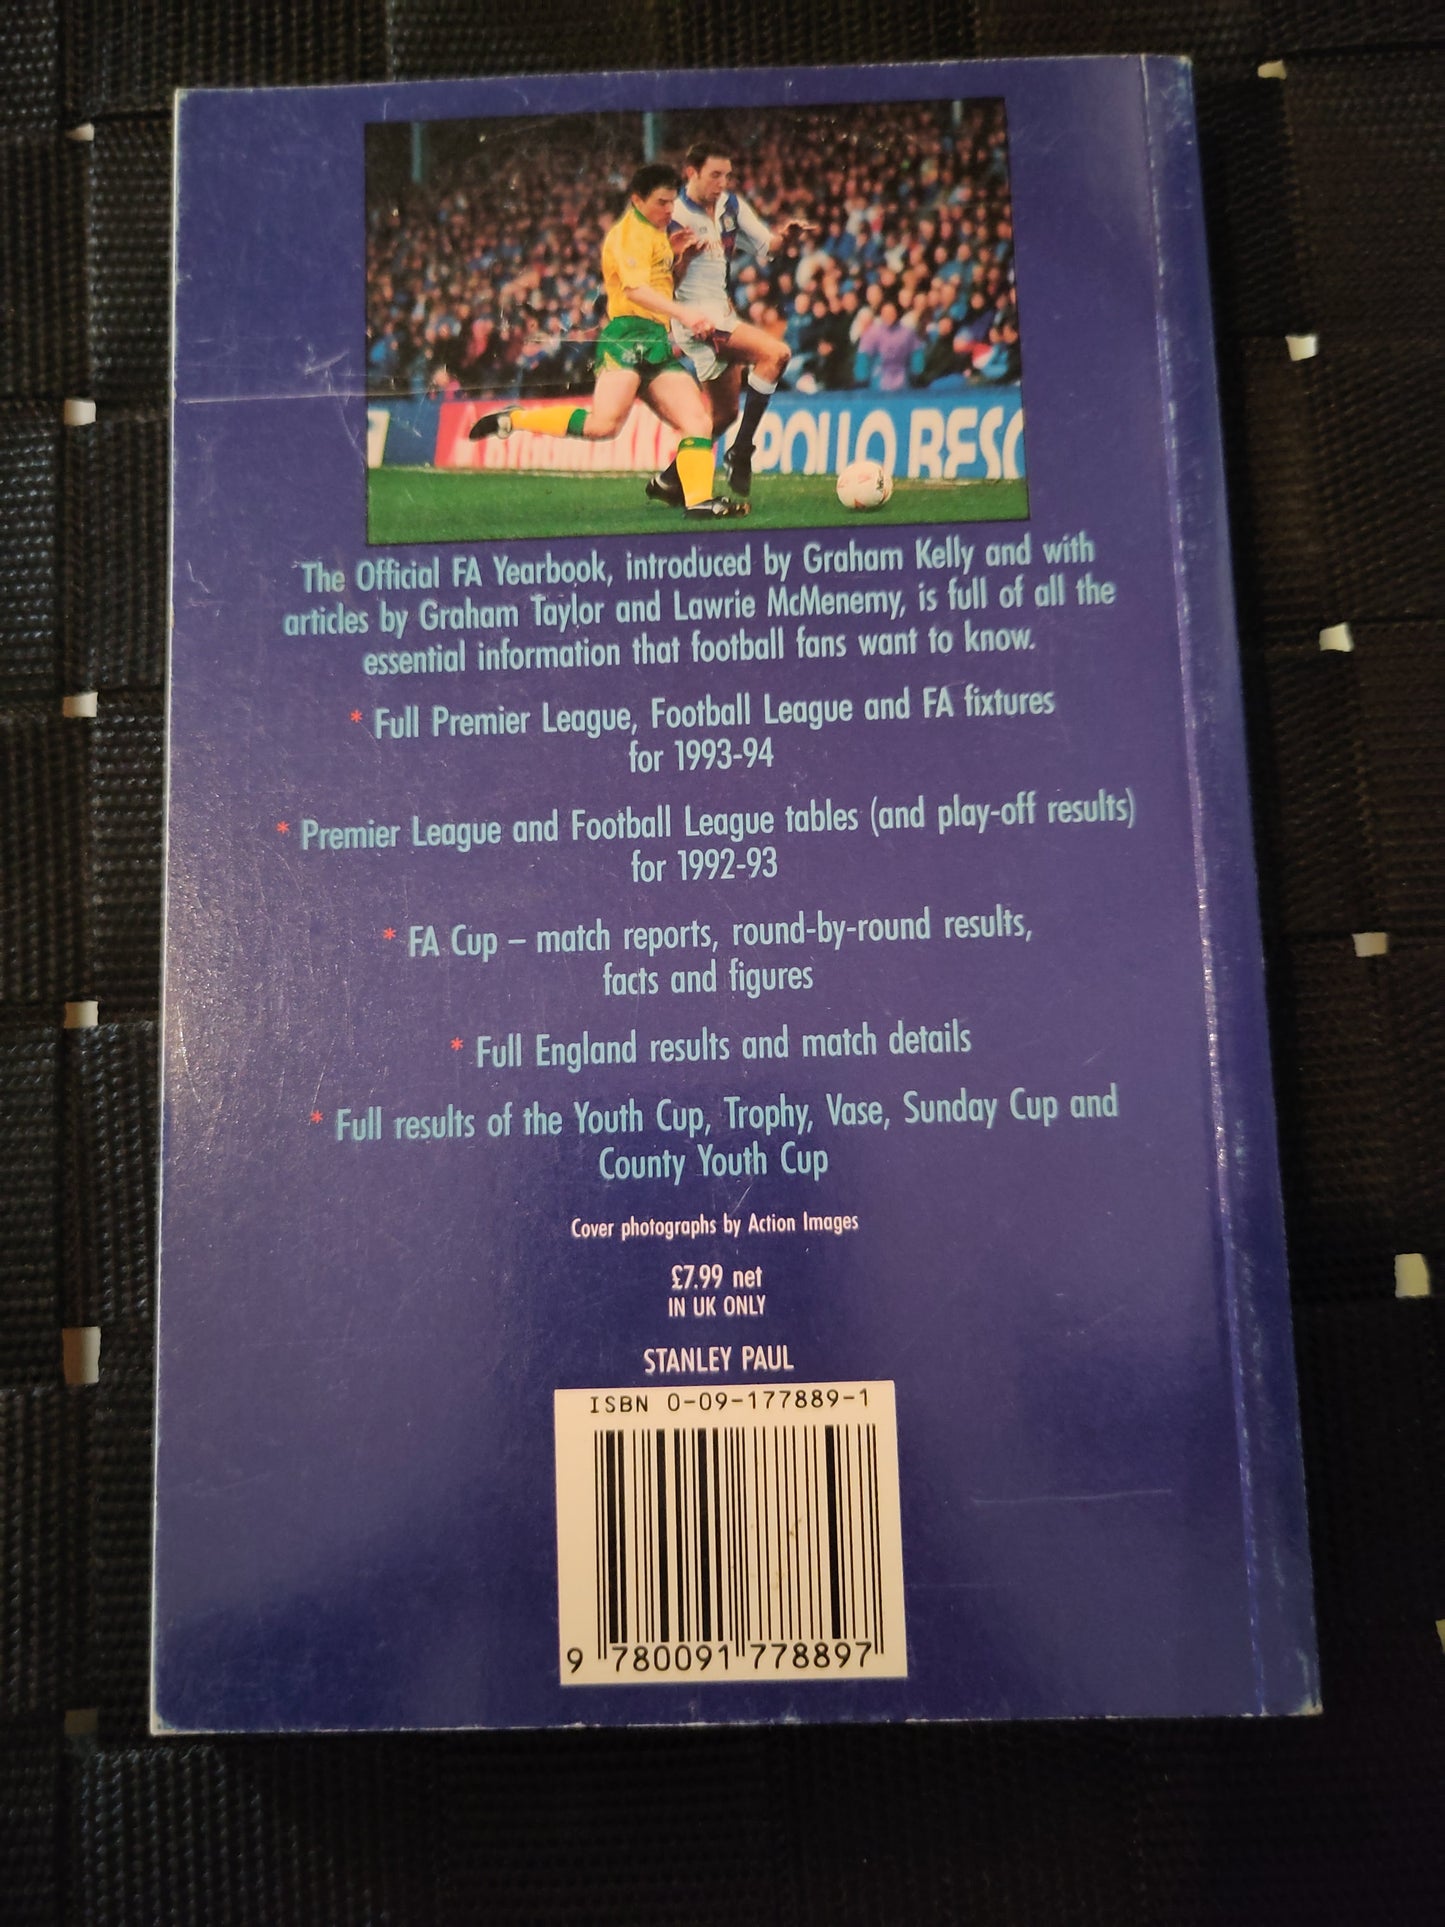 POLLO RESO
The Official FA Yearbook, introduced by Graham Kelly and with
articles by Graham Taylor and Lawrie McMenemy, is full of all the
essential information that football fans want to know.
* Full Premier League, Football League and FA fixtures
for 1993-94
* Premier League and Football League tables (and play-off results)
for 1992-93
* FA Cup – match reports, round-by-round results,
facts and figures
* Full England results and match details
* Full results of the Youth Cup, Trophy, Vase, Sunday Cup and
County Youth Cup
Cover photographs by Action Images
£7.99 net
IN UK ONLY
STANLEY PAUL
ISBN 0-09-177889-1
9 780091 778897